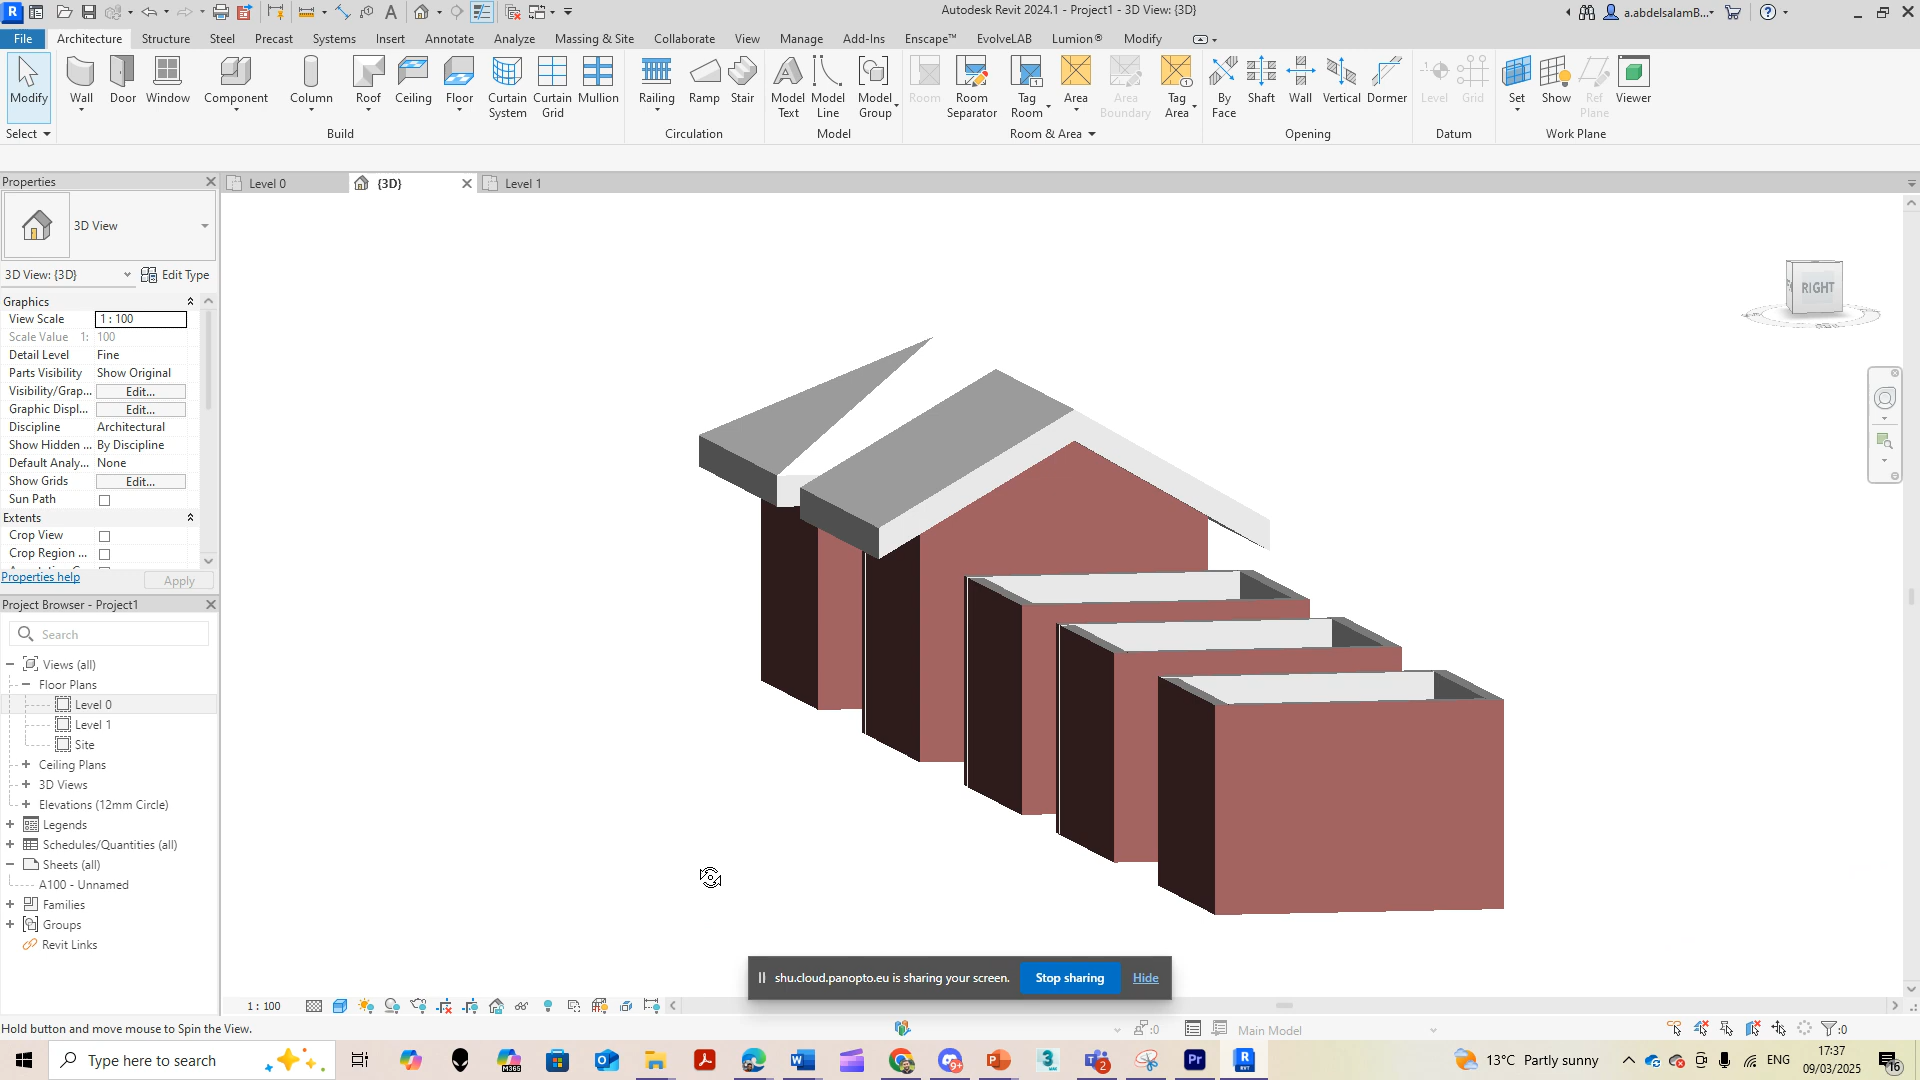 Autodesk Revit 2024.1 - Project1 - 3D View: {3D}
a.abdelsalamB...
File Architecture Structure Steel Precast Systems Insert Annotate Analyze Massing & Site Collaborate View Manage Add-Ins Enscape™ EvolveLAB Lumion® Modify
Modify Wall Door Window Component Column Roof Ceiling Floor Curtain System Curtain Grid Mullion Railing Ramp Stair Model Text Model Line Model Group Room Room Separator Tag Room Area Area Boundary Tag Area By Face Shaft Wall Vertical Dormer Level Grid Set Show Ref Plane Viewer
Select Build Circulation Model Room & Area Opening Datum Work Plane
Properties
Level 0 {3D} Level 1
3D View
3D View: {3D} Edit Type
Graphics
View Scale 1 : 100
Scale Value 1: 100
Detail Level Fine
Parts Visibility Show Original
Visibility/Grap... Edit...
Graphic Displ... Edit...
Discipline Architectural
Show Hidden ... By Discipline
Default Analy... None
Show Grids Edit...
Sun Path
Extents
Crop View
Crop Region ...
Properties help Apply
Project Browser - Project1
Search
Views (all)
Floor Plans
Level 0
Level 1
Site
Ceiling Plans
3D Views
Elevations (12mm Circle)
Legends
Schedules/Quantities (all)
Sheets (all)
A100 - Unnamed
Families
Groups
Revit Links
RIGHT
shu.cloud.panopto.eu is sharing your screen. Stop sharing Hide
1 : 100
Hold button and move mouse to Spin the View.
:0 Main Model :0
Type here to search
13°C Partly sunny ENG
17:37
09/03/2025
16